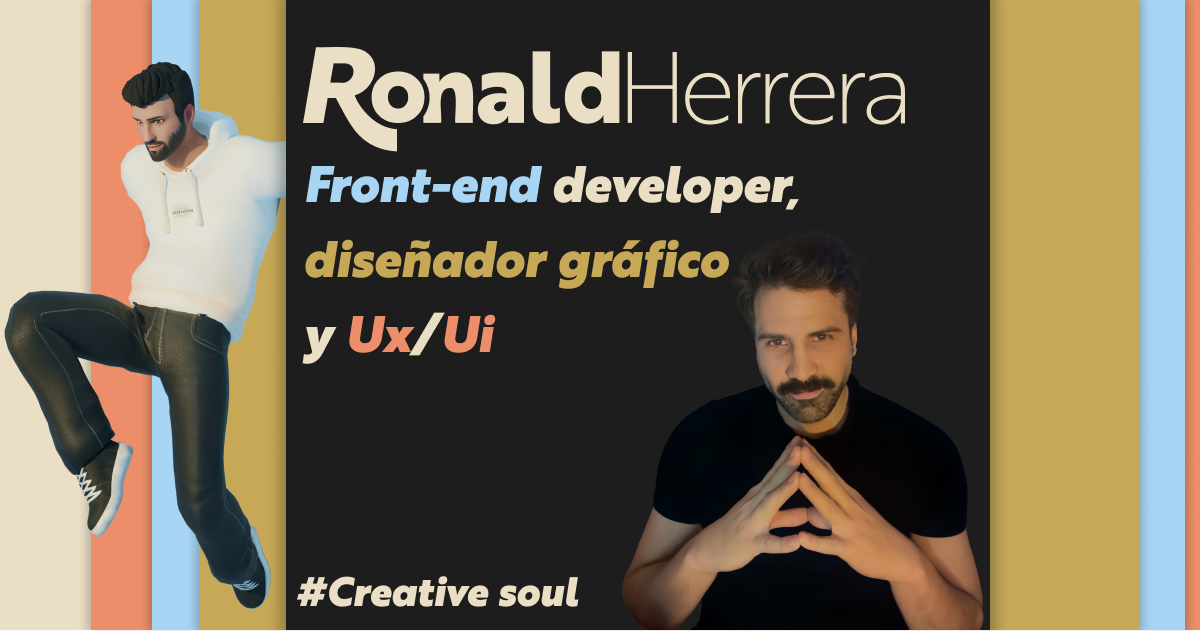 RonaldHerrera
Front-end developer,
diseñador gráfico
y Ux/Ui
#Creative soul